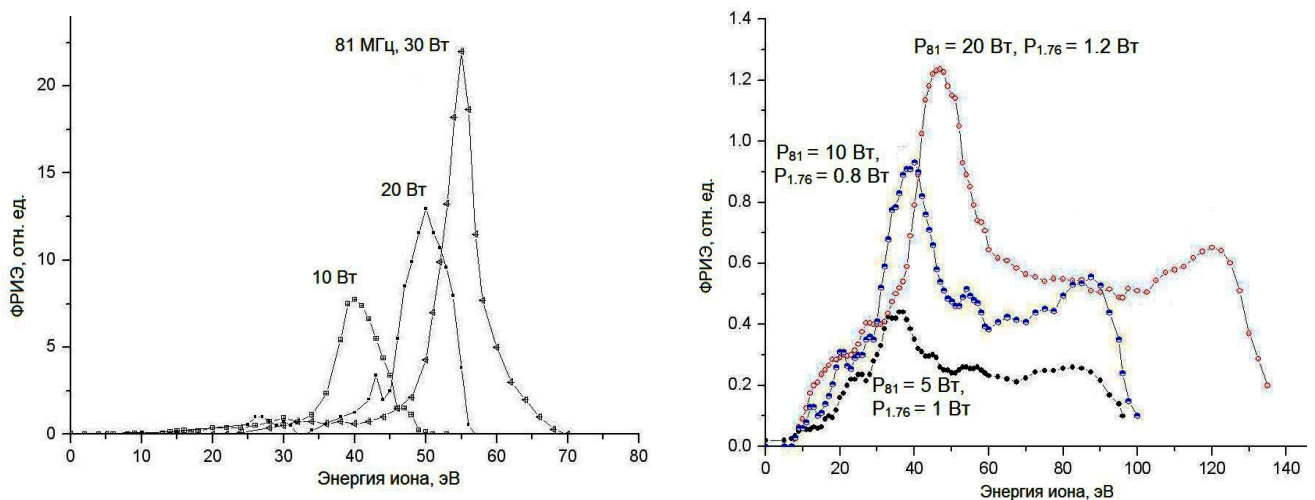 81 МГц, 30 Вт
20 Вт
10 Вт
ФРИЭ, отн. ед.
20
15
10
5
0
0 10 20 30 40 50 60 70 80
Энергия иона, эВ
P₈₁ = 20 Вт, P₁.₇₆ = 1.2 Вт
P₈₁ = 10 Вт,
P₁.₇₆ = 0.8 Вт
P₈₁ = 5 Вт,
P₁.₇₆ = 1 Вт
ФРИЭ, отн. ед.
1.4
1.2
1.0
0.8
0.6
0.4
0.2
0.0
0 20 40 60 80 100 120 140
Энергия иона, эВ